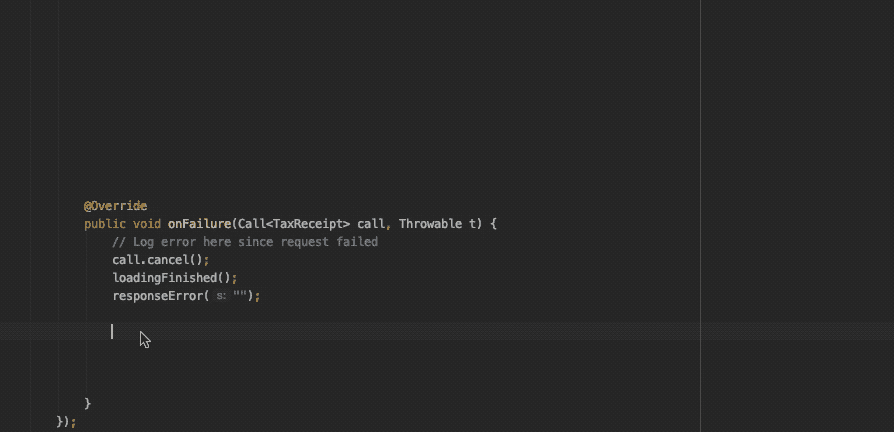 @Override
public void onFailure(Call<TaxReceipt> call, Throwable t) {
// Log error here since request failed
call.cancel();
loadingFinished();
responseError( s: "");
}
});